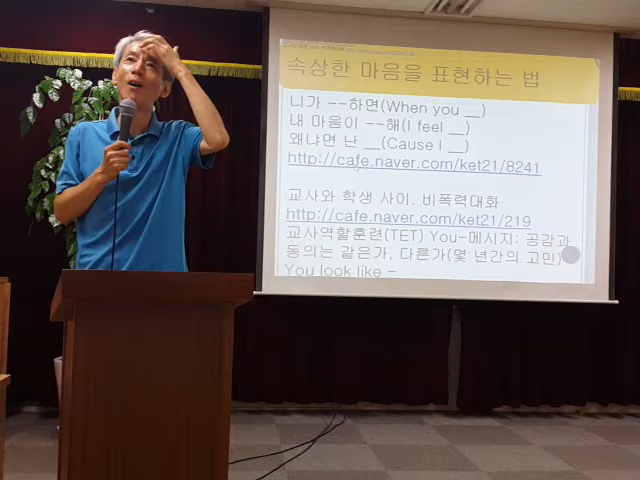 속상한 마음을 표현하는 법
니가 --하면(When you __)
내 마음이 --해(I feel __)
왜냐면 난 __(Cause I __)
http://cafe.naver.com/ket21/8241
교사와 학생 사이. 비폭력대화
http://cafe.naver.com/ket21/219
교사역할훈련(TET) You-메시지: 공감과
동의는 같은가. 다른가(몇 년간의 고민)
You look like -